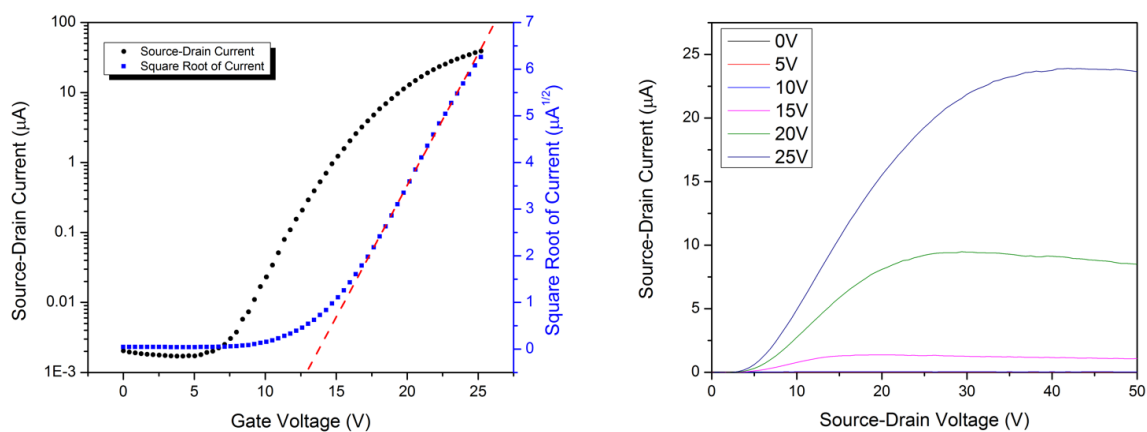 Source-Drain Current (μA)
100
10
1
0.1
0.01
1E-3
Source-Drain Current
Square Root of Current
0 5 10 15 20 25
Gate Voltage (V)
7
6
5
4
3
2
1
0
Square Root of Current (μA1/2)
Source-Drain Current (μA)
25
20
15
10
5
0
0V
5V
10V
15V
20V
25V
0 10 20 30 40 50
Source-Drain Voltage (V)